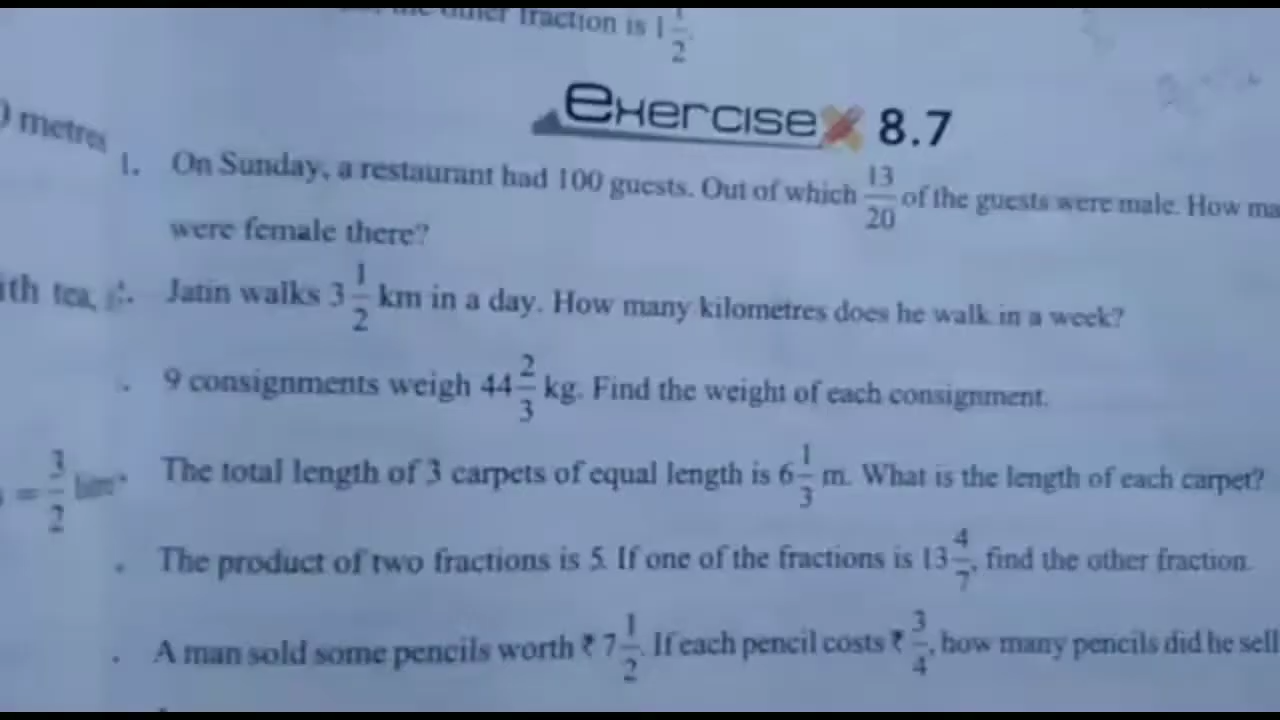 the other fraction is 1 1/2.
Exercise 8.7
metres
1. On Sunday, a restaurant had 100 guests. Out of which 13/20 of the guests were male. How ma
were female there?
ith tea,
Jatin walks 3 1/2 km in a day. How many kilometres does he walk in a week?
9 consignments weigh 44 2/3 kg. Find the weight of each consignment.
The total length of 3 carpets of equal length is 6 1/3 m. What is the length of each carpet?
= 3/2
The product of two fractions is 5. If one of the fractions is 13 4/7, find the other fraction.
A man sold some pencils worth ₹ 7 1/2. If each pencil costs ₹ 3/4, how many pencils did he sell